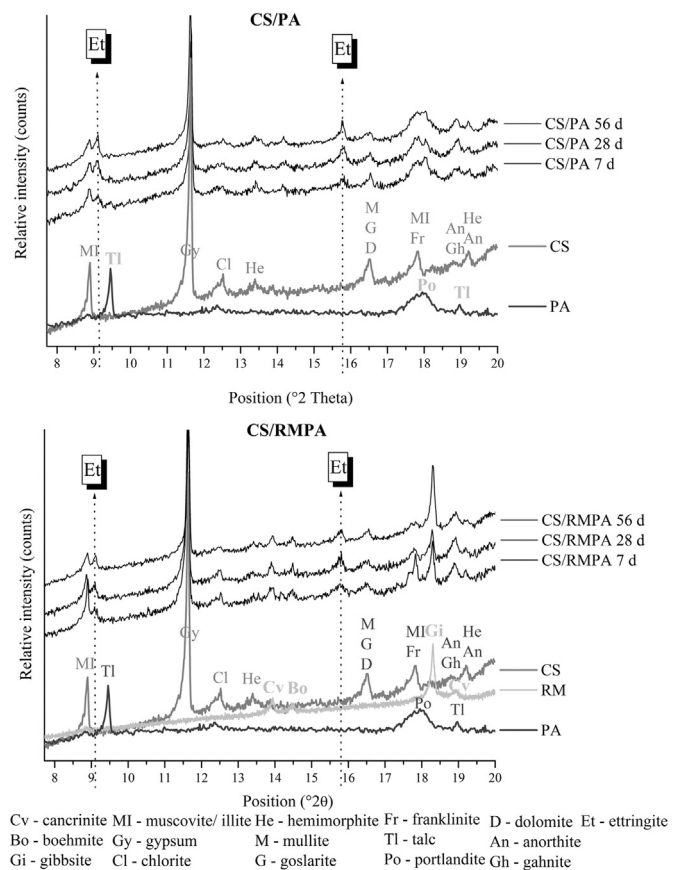 CS/PA
Relative intensity (counts)
Et
Et
CS/PA 56 d
CS/PA 28 d
CS/PA 7 d
MI
Tl
Gy
Cl
He
M
G
D
MI
Fr
An
Gh
He
An
Po
Tl
CS
PA
8 9 10 11 12 13 14 15 16 17 18 19 20
Position (°2 Theta)
CS/RMPA
Relative intensity (counts)
Et
Et
CS/RMPA 56 d
CS/RMPA 28 d
CS/RMPA 7 d
MI
Tl
Gy
Cl
He
Cv
Bo
M
G
D
MI
Fr
Gi
An
Gh
He
An
Cv
Po
Tl
CS
RM
PA
8 9 10 11 12 13 14 15 16 17 18 19 20
Position (°2θ)
Cv - cancrinite MI - muscovite/ illite He - hemimorphite Fr - franklinite D - dolomite Et - ettringite
Bo - boehmite Gy - gypsum M - mullite Tl - talc An - anorthite
Gi - gibbsite Cl - chlorite G - goslarite Po - portlandite Gh - gahnite